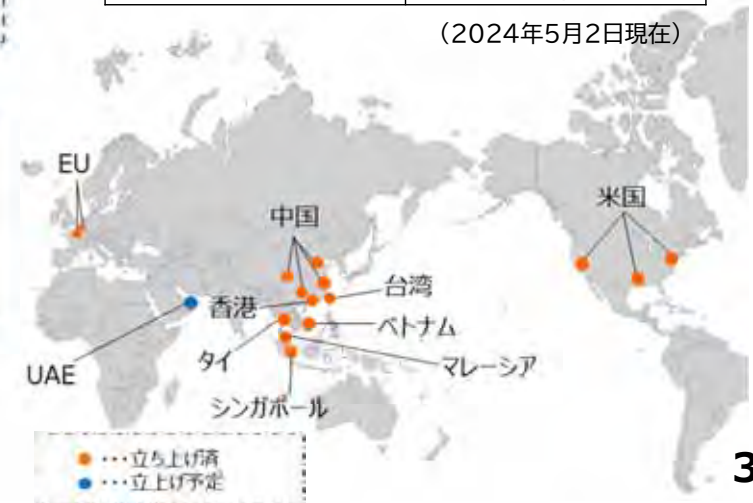 (2024年5月2日現在)
EU
中国
米国
台湾
香港
ベトナム
タイ
マレーシア
UAE
シンガポール
●・・・立ち上げ済
●・・・立上げ予定
3